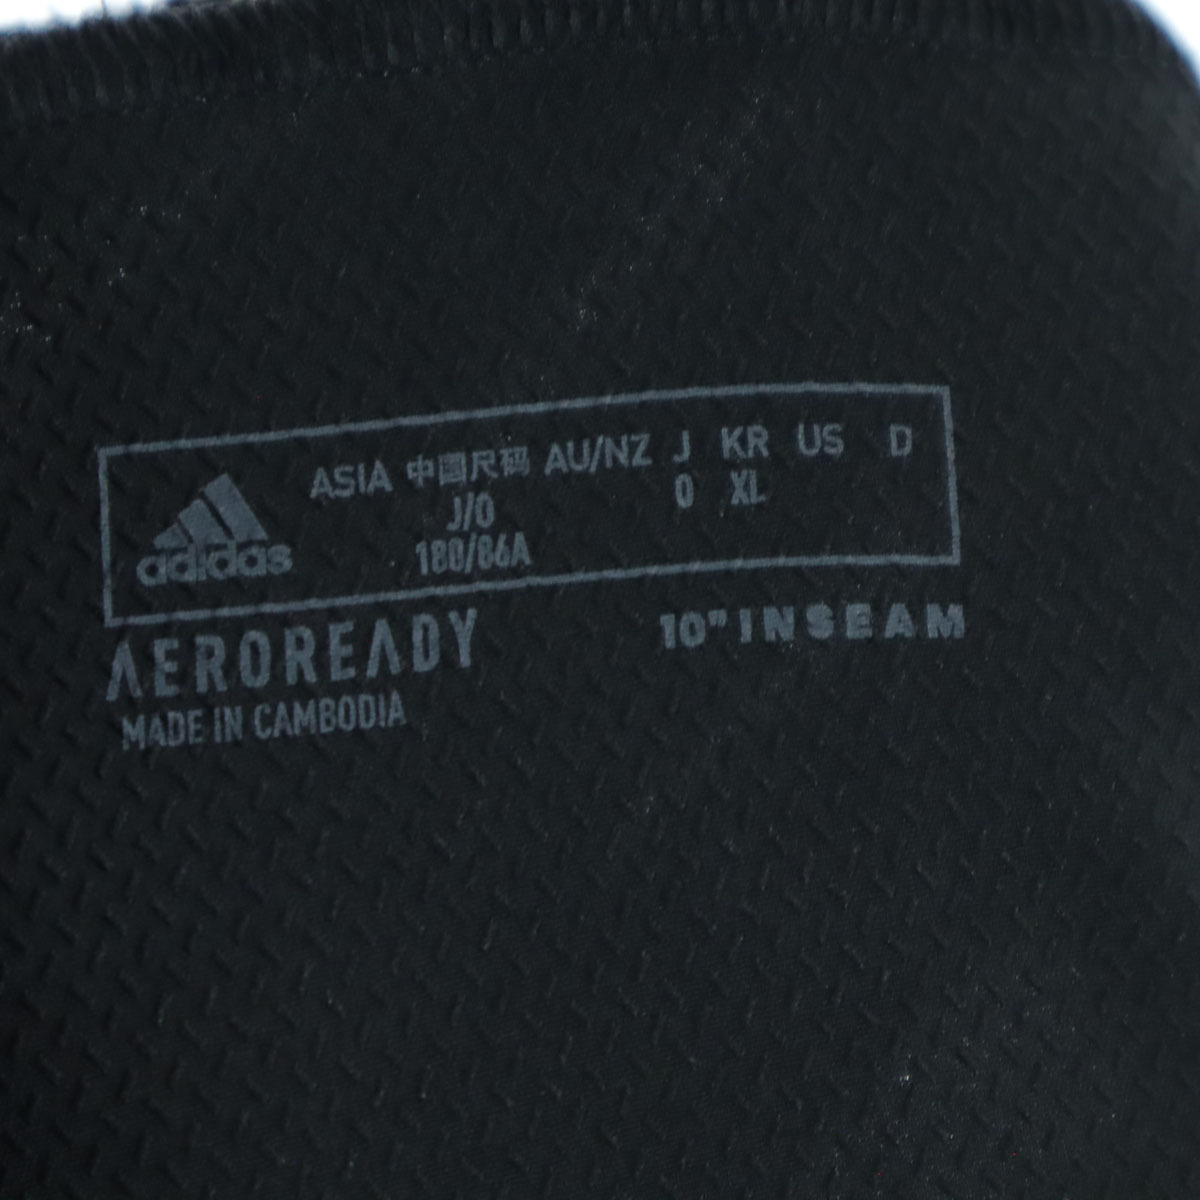 adidas
ASIA 中国尺码 AU/NZ J KR US D
J/O O XL
180/86A
AEROREADY
10" INSEAM
MADE IN CAMBODIA